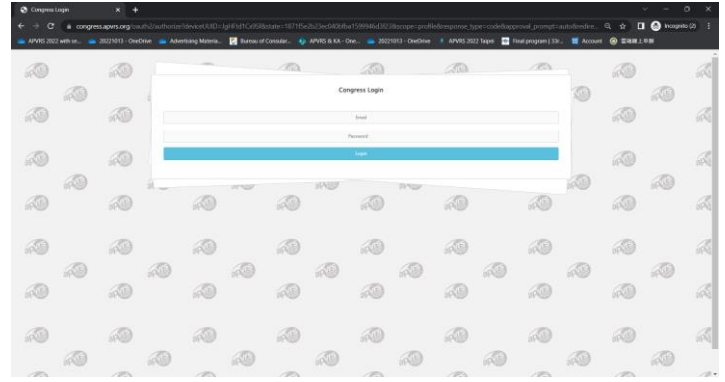 Congress Login
congress.apvrs.org
Incognito (2)
APVRS 2022 with se...
20221013 - OneDrive
Advertising Materia...
Bureau of Consular...
APVRS & KA - One...
20221013 - OneDrive
APVRS 2022 Taipei
Final program | 33r...
Account
Congress Login
Email
Password
Login